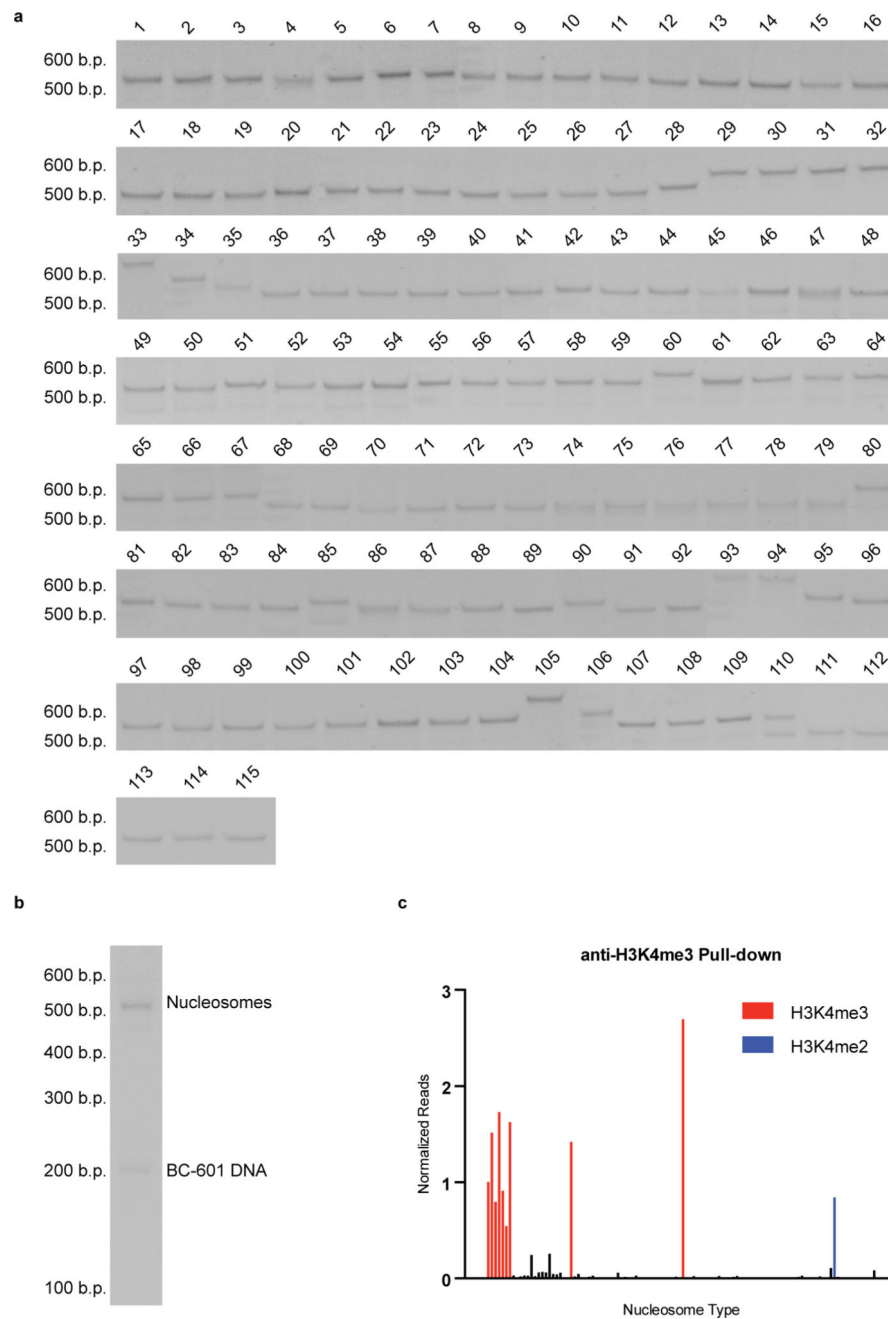 a
1 2 3 4 5 6 7 8 9 10 11 12 13 14 15 16
600 b.p.
500 b.p.
17 18 19 20 21 22 23 24 25 26 27 28 29 30 31 32
600 b.p.
500 b.p.
33 34 35 36 37 38 39 40 41 42 43 44 45 46 47 48
600 b.p.
500 b.p.
49 50 51 52 53 54 55 56 57 58 59 60 61 62 63 64
600 b.p.
500 b.p.
65 66 67 68 69 70 71 72 73 74 75 76 77 78 79 80
600 b.p.
500 b.p.
81 82 83 84 85 86 87 88 89 90 91 92 93 94 95 96
600 b.p.
500 b.p.
97 98 99 100 101 102 103 104 105 106 107 108 109 110 111 112
600 b.p.
500 b.p.
113 114 115
600 b.p.
500 b.p.
b
600 b.p.
500 b.p.
400 b.p.
300 b.p.
200 b.p.
100 b.p.
Nucleosomes
BC-601 DNA
c
anti-H3K4me3 Pull-down
3
2
1
0
Normalized Reads
H3K4me3
H3K4me2
Nucleosome Type